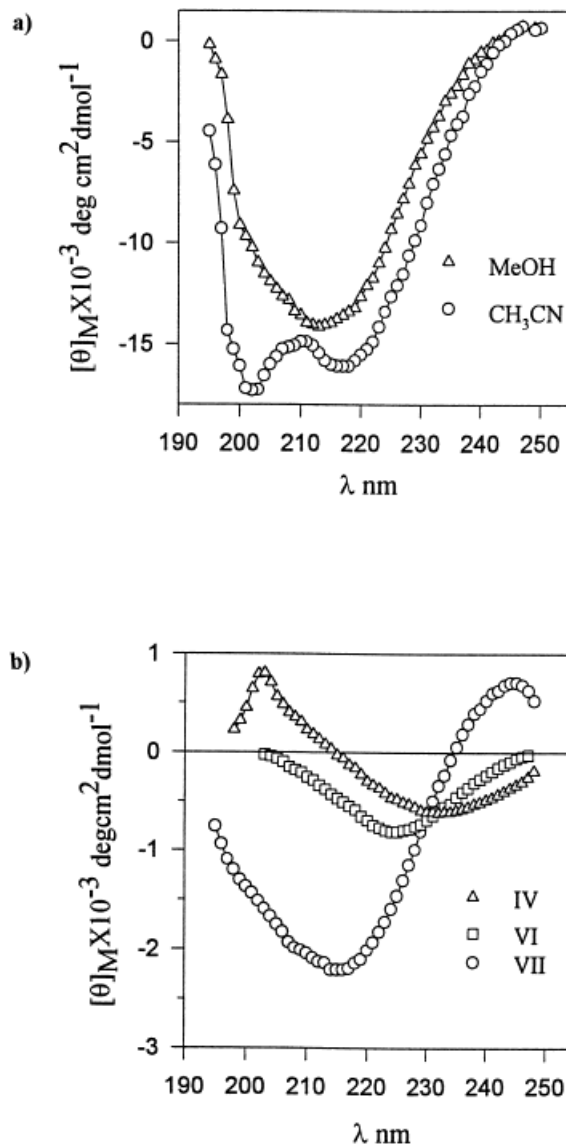 a)
0
-5
-10
-15
[θ]M X10-3 deg cm2dmol-1
MeOH
CH3CN
190 200 210 220 230 240 250
λ nm
b)
1
0
-1
-2
-3
[θ]MX10-3 degcm2dmol-1
IV
VI
VII
190 200 210 220 230 240 250
λ nm